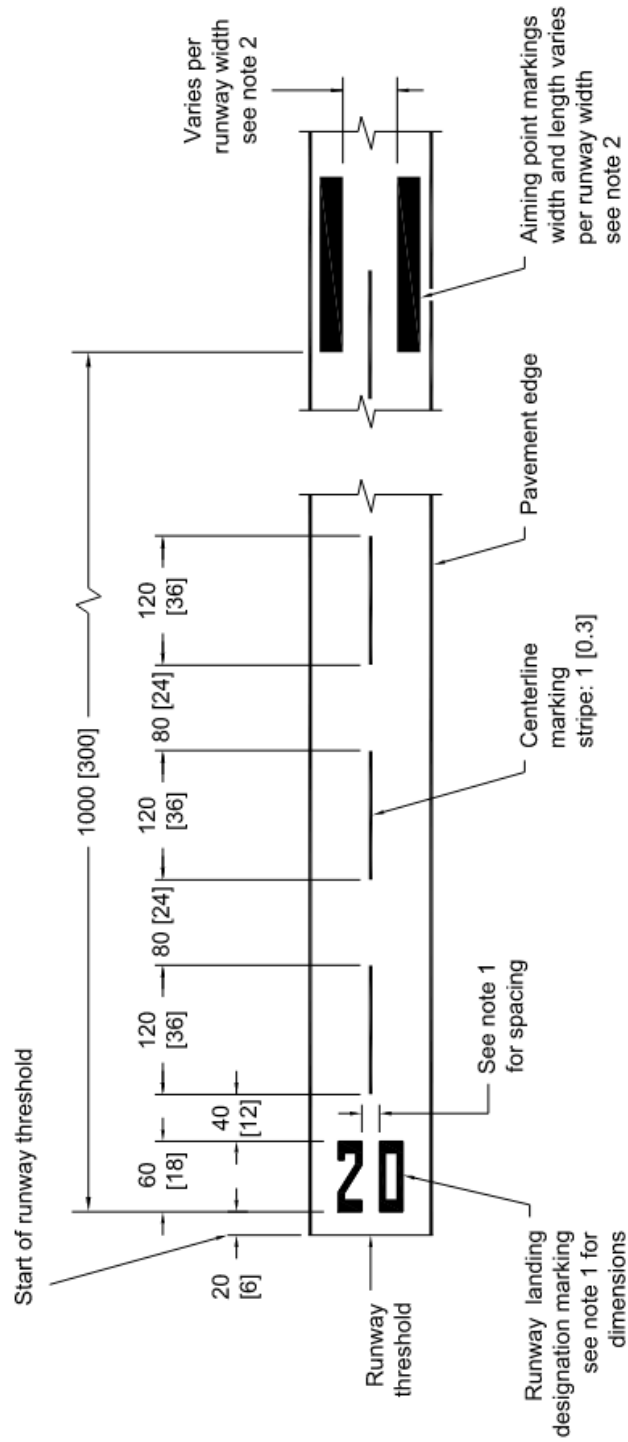 Start of runway threshold
1000 [300]
20
[6]
60
[18]
40
[12]
120
[36]
80 [24]
120
[36]
80 [24]
120
[36]
Varies per
runway width
see note 2
Runway
threshold
20
Runway landing
designation marking
see note 1 for
dimensions
See note 1
for spacing
Centerline
marking
stripe: 1 [0.3]
Pavement edge
Aiming point markings
width and length varies
per runway width
see note 2